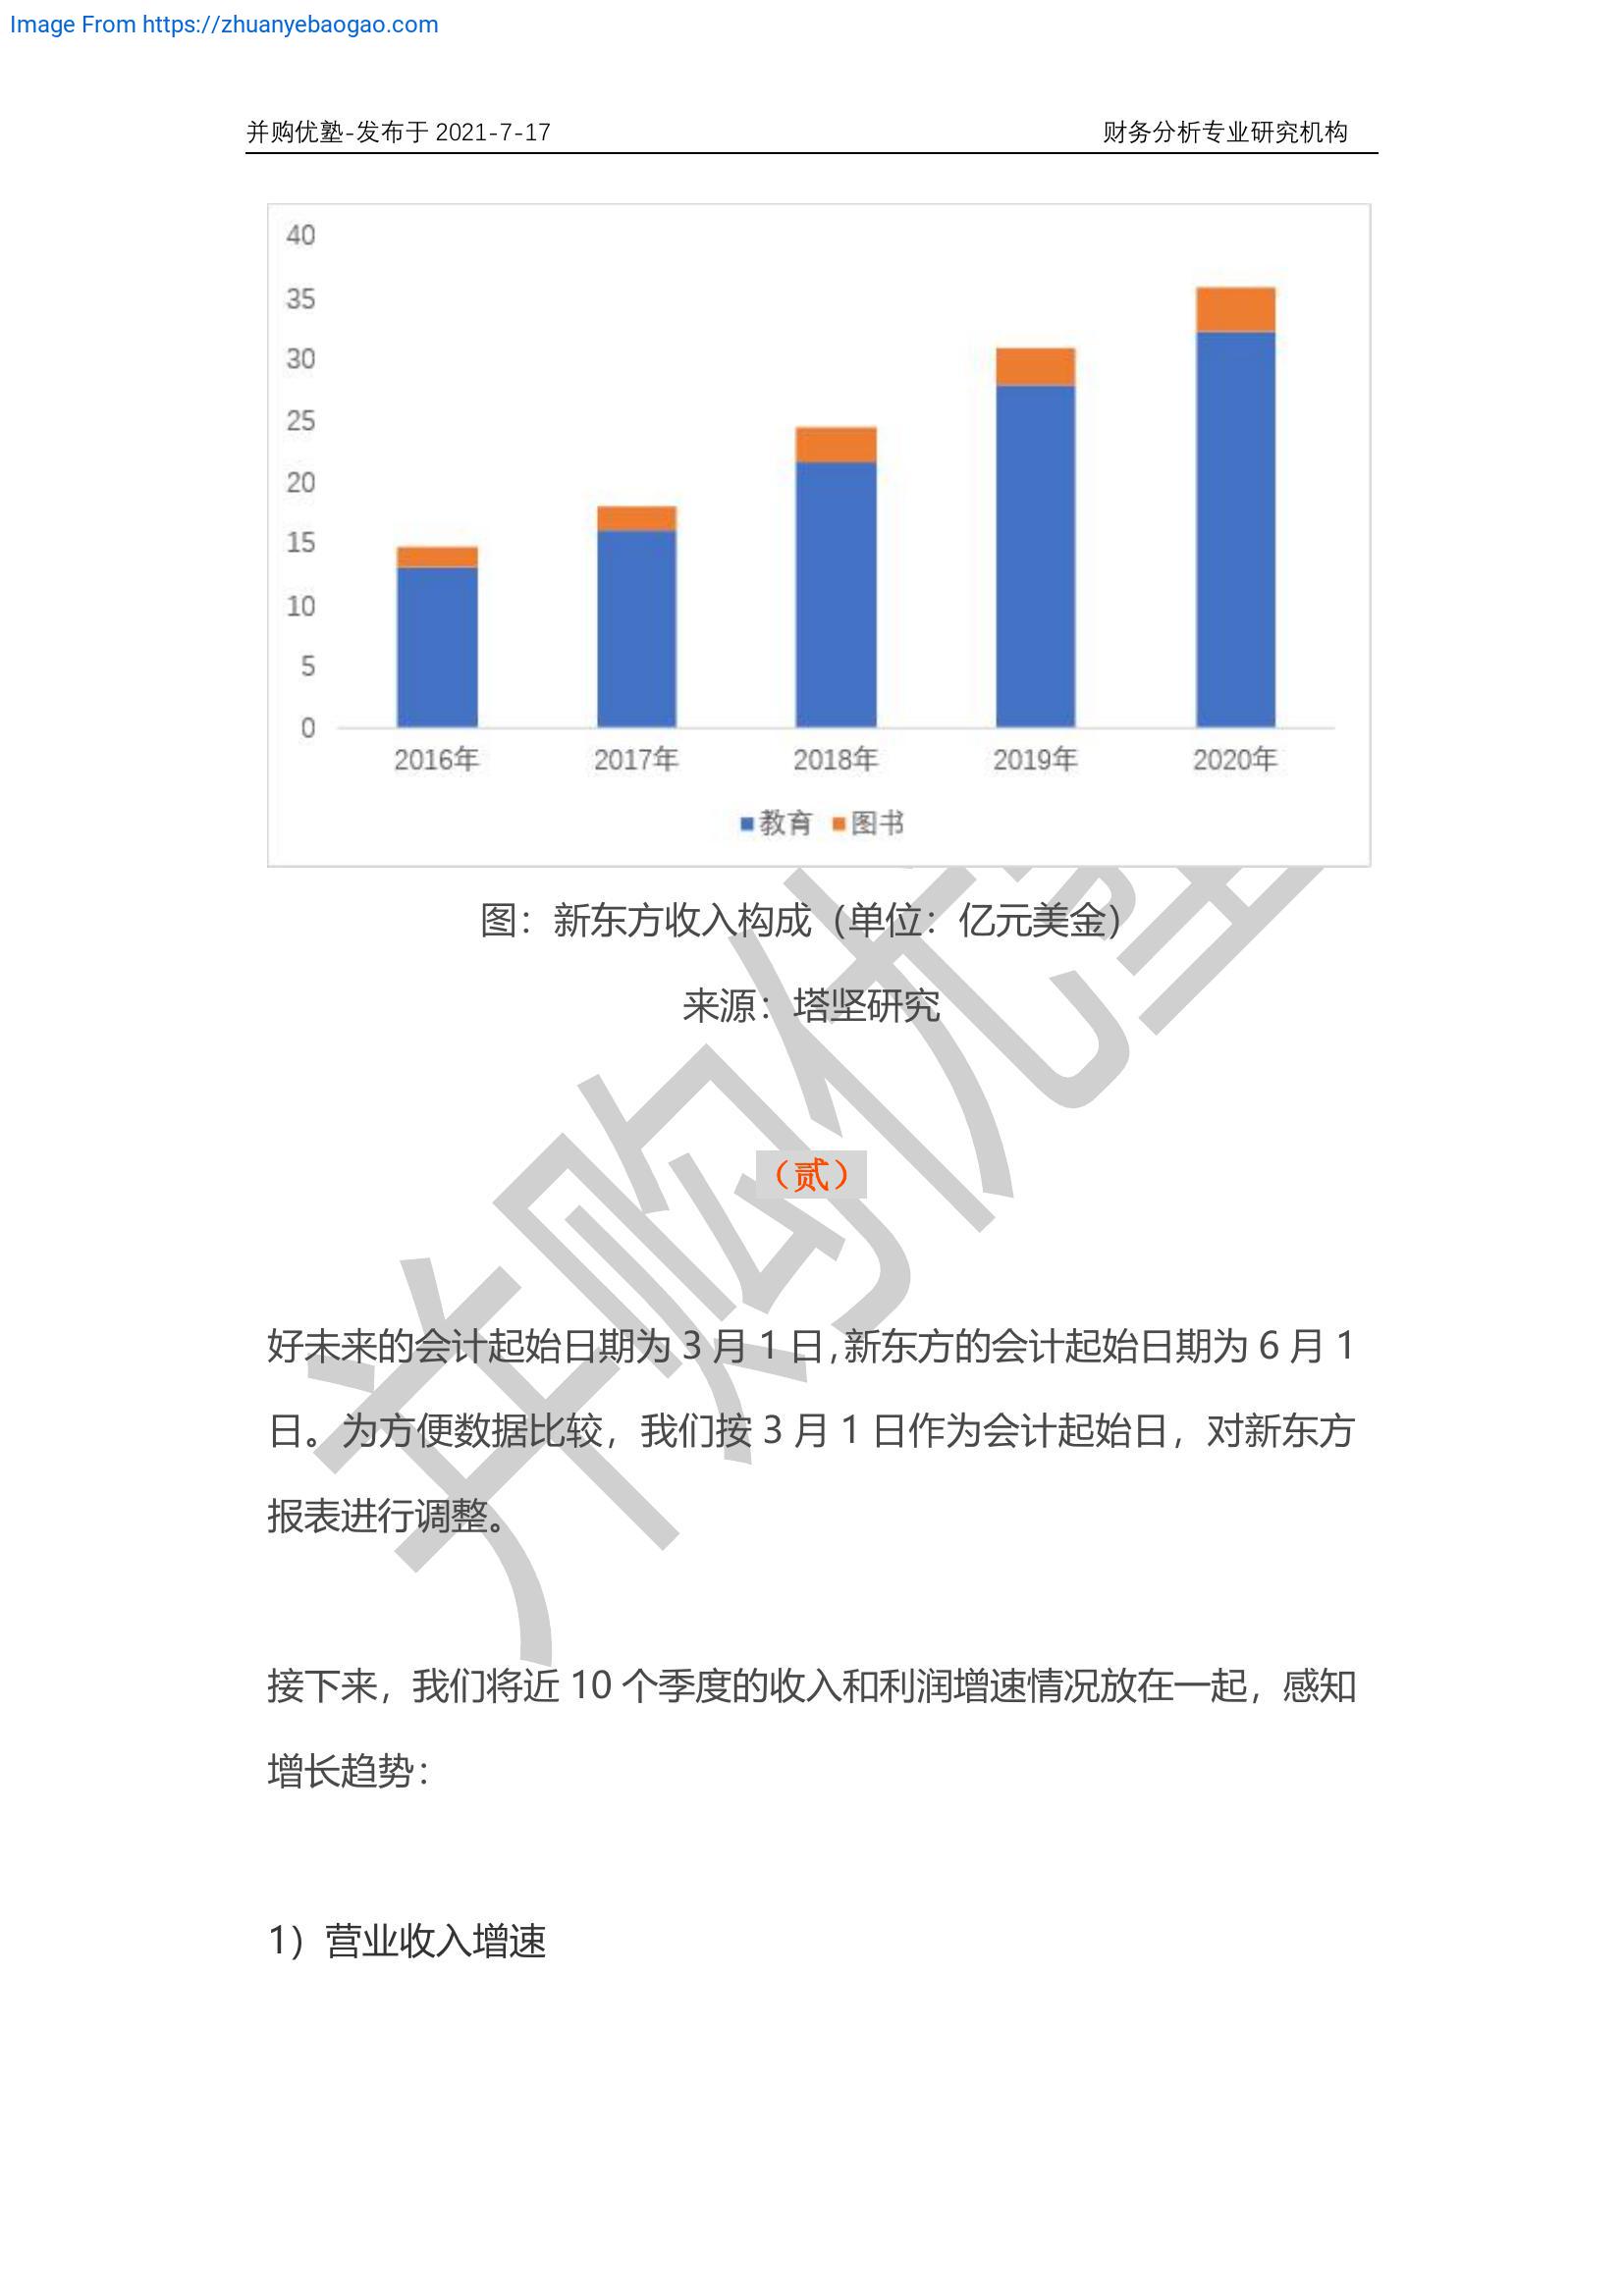 Image From https://zhuanyebaogao.com
并购优塾-发布于 2021-7-17 财务分析专业研究机构
40
35
30
25
20
15
10
5
0
2016年 2017年 2018年 2019年 2020年
教育 图书
图：新东方收入构成（单位：亿元美金）
来源：塔坚研究
（贰）
好未来的会计起始日期为 3 月 1 日，新东方的会计起始日期为 6 月 1
日。为方便数据比较，我们按 3 月 1 日作为会计起始日，对新东方
报表进行调整。
接下来，我们将近 10 个季度的收入和利润增速情况放在一起，感知
增长趋势：
1）营业收入增速
并购优塾